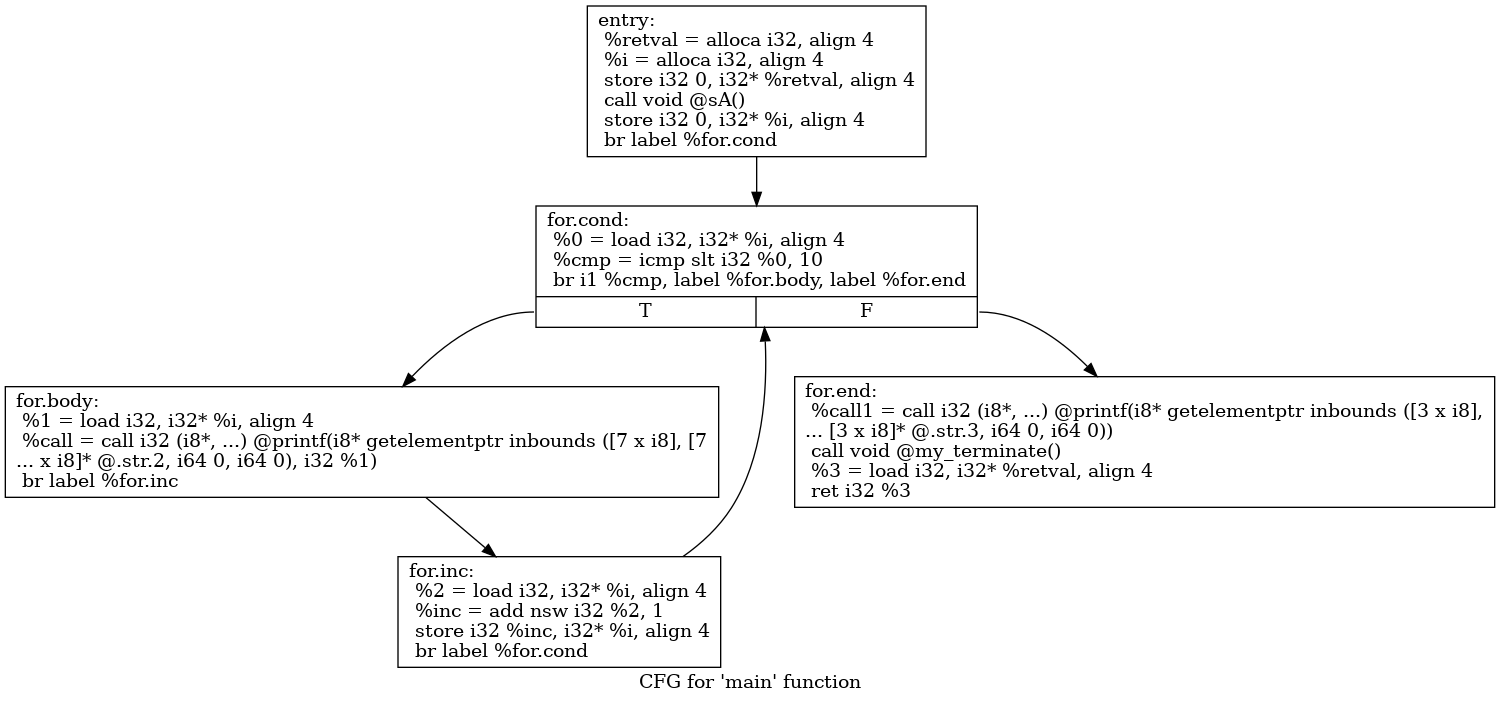 entry:
%retval = alloca i32, align 4
%i = alloca i32, align 4
store i32 0, i32* %retval, align 4
call void @sA()
store i32 0, i32* %i, align 4
br label %for.cond
for.cond:
%0 = load i32, i32* %i, align 4
%cmp = icmp slt i32 %0, 10
br i1 %cmp, label %for.body, label %for.end
T
F
for.body:
%1 = load i32, i32* %i, align 4
%call = call i32 (i8*, ...) @printf(i8* getelementptr inbounds ([7 x i8], [7
... x i8]* @.str.2, i64 0, i64 0), i32 %1)
br label %for.inc
for.end:
%call1 = call i32 (i8*, ...) @printf(i8* getelementptr inbounds ([3 x i8],
... [3 x i8]* @.str.3, i64 0, i64 0))
call void @my_terminate()
%3 = load i32, i32* %retval, align 4
ret i32 %3
for.inc:
%2 = load i32, i32* %i, align 4
%inc = add nsw i32 %2, 1
store i32 %inc, i32* %i, align 4
br label %for.cond
CFG for 'main' function